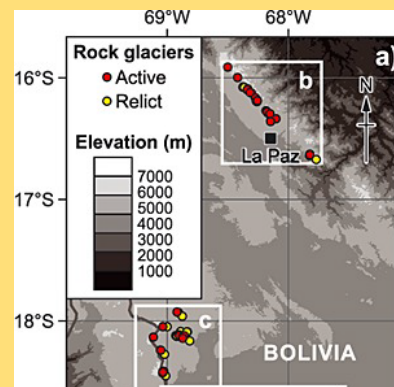 69°W
68°W
16°S
17°S
18°S
Rock glaciers
Active
Relict
Elevation (m)
7000
6000
5000
4000
3000
2000
1000
a)
b
N
La Paz
c
BOLIVIA